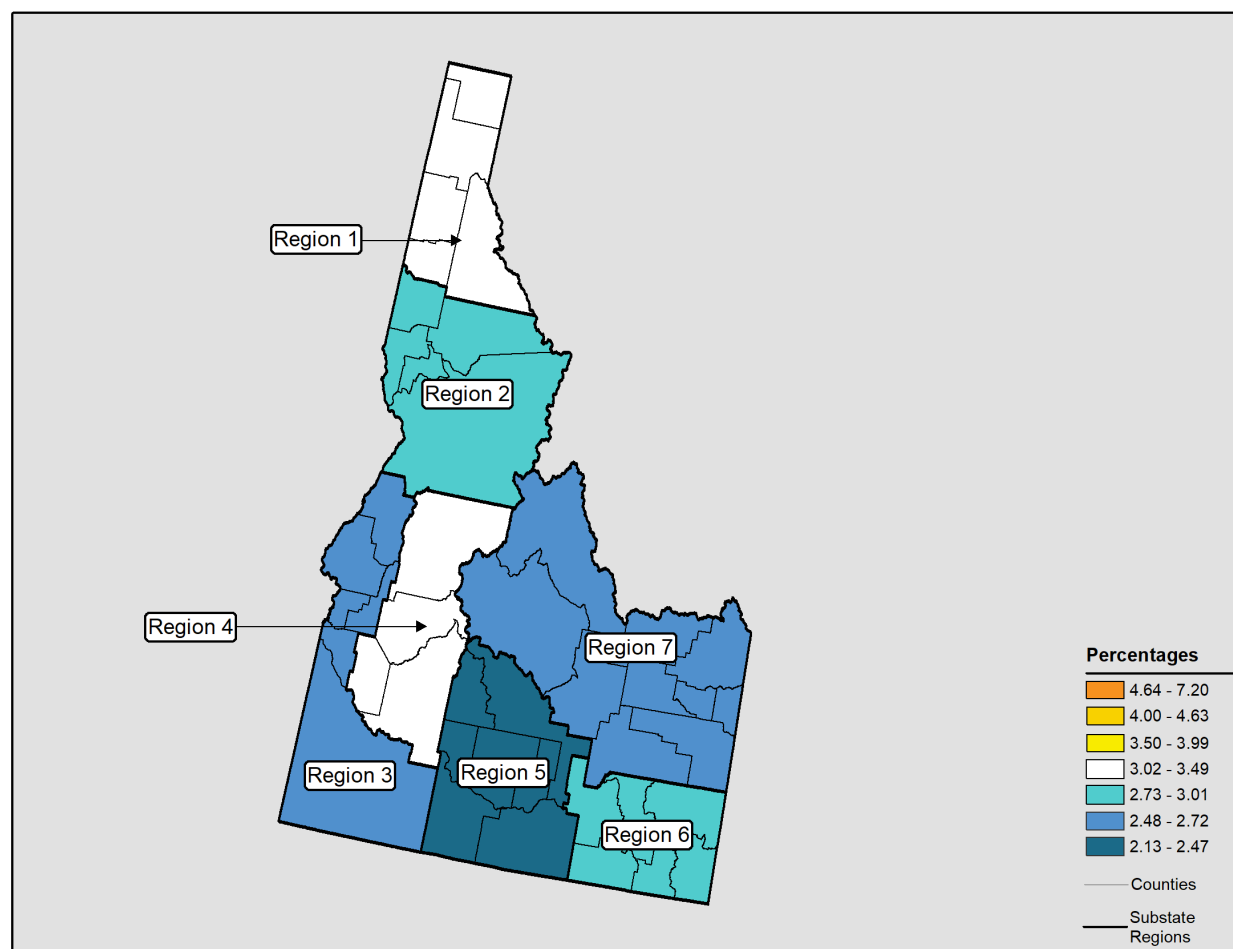 Region 1
Region 2
Region 4
Region 7
Region 3
Region 5
Region 6
Percentages
4.64 - 7.20
4.00 - 4.63
3.50 - 3.99
3.02 - 3.49
2.73 - 3.01
2.48 - 2.72
2.13 - 2.47
Counties
Substate
Regions